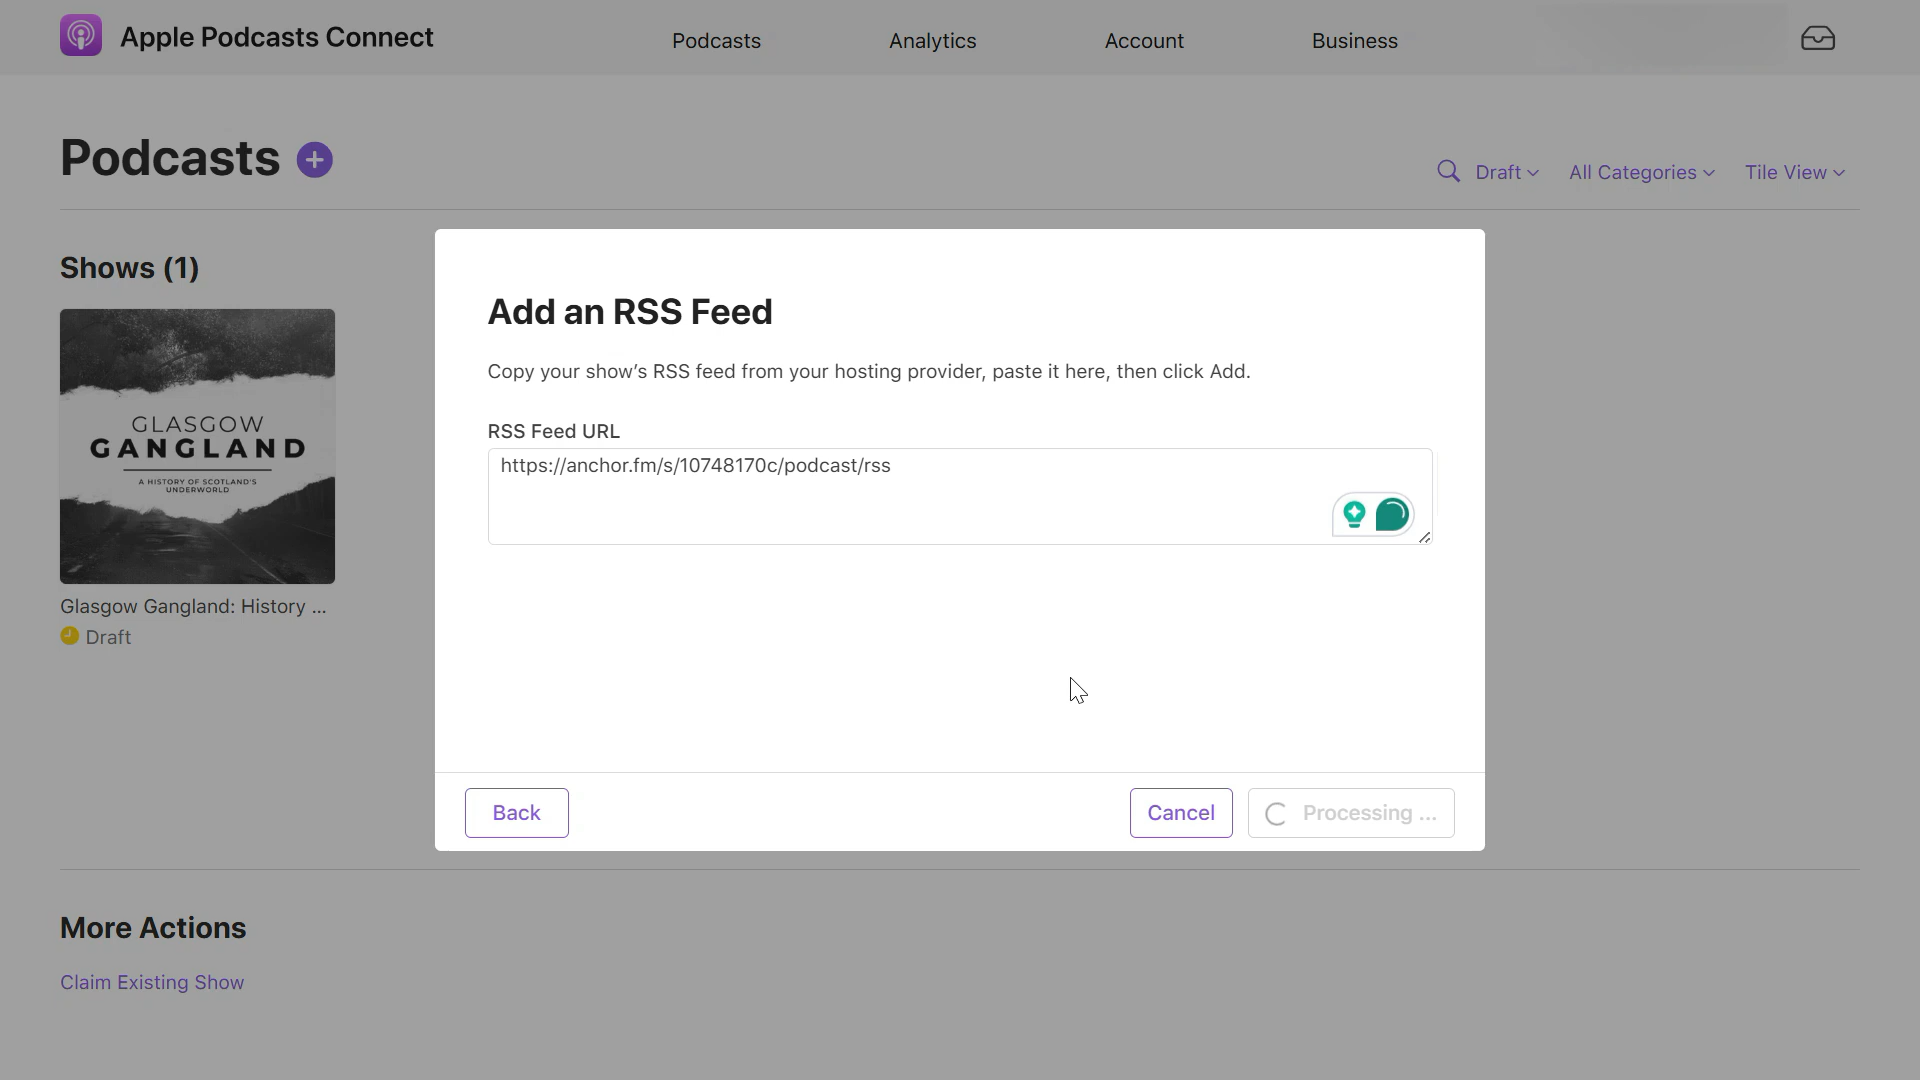 Apple Podcasts Connect
Podcasts
Analytics
Account
Business
Podcasts
Draft
All Categories
Tile View
Shows (1)
GLASGOW
GANGLAND
A HISTORY OF SCOTLAND'S
UNDERWORLD
Glasgow Gangland: History ...
Draft
Add an RSS Feed
Copy your show’s RSS feed from your hosting provider, paste it here, then click Add.
RSS Feed URL
https://anchor.fm/s/10748170c/podcast/rss
Back
Cancel
Processing ...
More Actions
Claim Existing Show